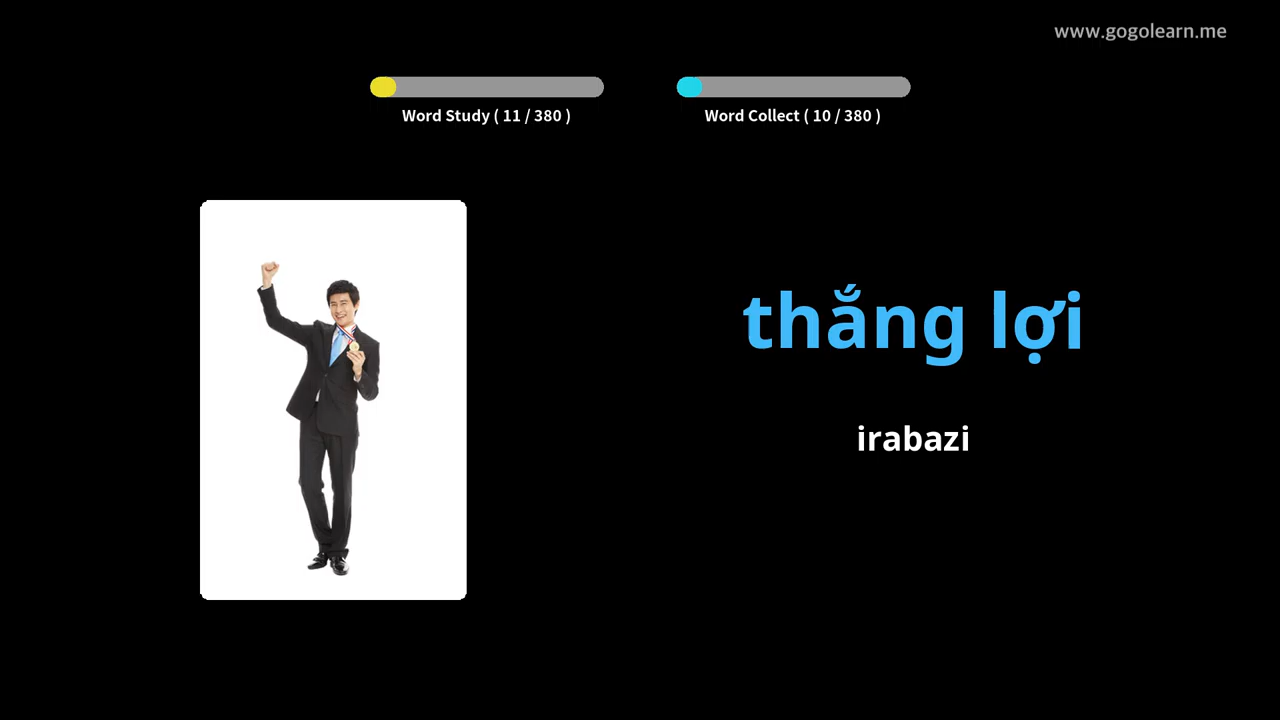 www.gogolearn.me
Word Study ( 11 / 380 )
Word Collect ( 10 / 380 )
thắng lợi
irabazi